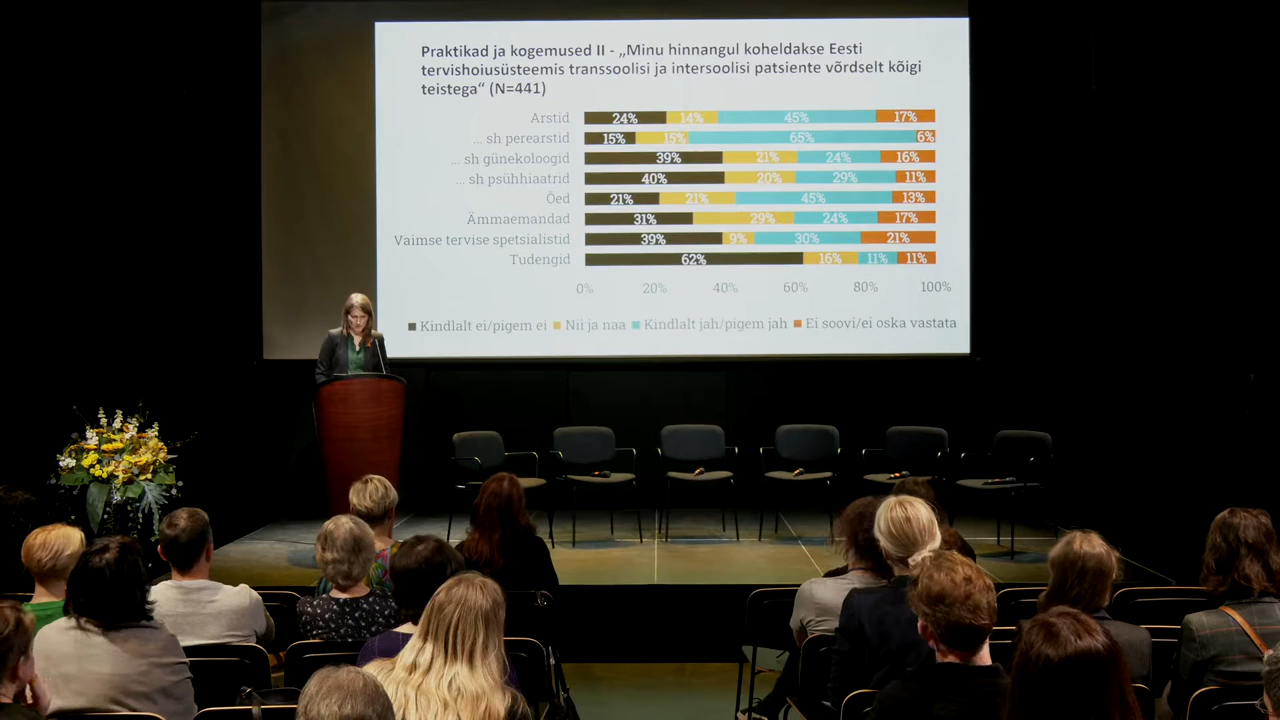 Praktikad ja kogemused II - „Minu hinnangul koheldakse Eesti
tervishoiusüsteemis transsoolisi ja intersoolisi patsiente võrdselt kõigi
teistega“ (N=441)
Arstid 24% 14% 45% 17%
... sh perearstid 15% 15% 65% 6%
... sh günekoloogid 39% 21% 24% 16%
... sh psühhiaatrid 40% 20% 29% 11%
Õed 21% 21% 45% 13%
Ämmaemandad 31% 29% 24% 17%
Vaimse tervise spetsialistid 39% 9% 30% 21%
Tudengid 62% 16% 11% 11%
0% 20% 40% 60% 80% 100%
Kindlalt ei/pigem ei Nii ja naa Kindlalt jah/pigem jah Ei soovi/ei oska vastata